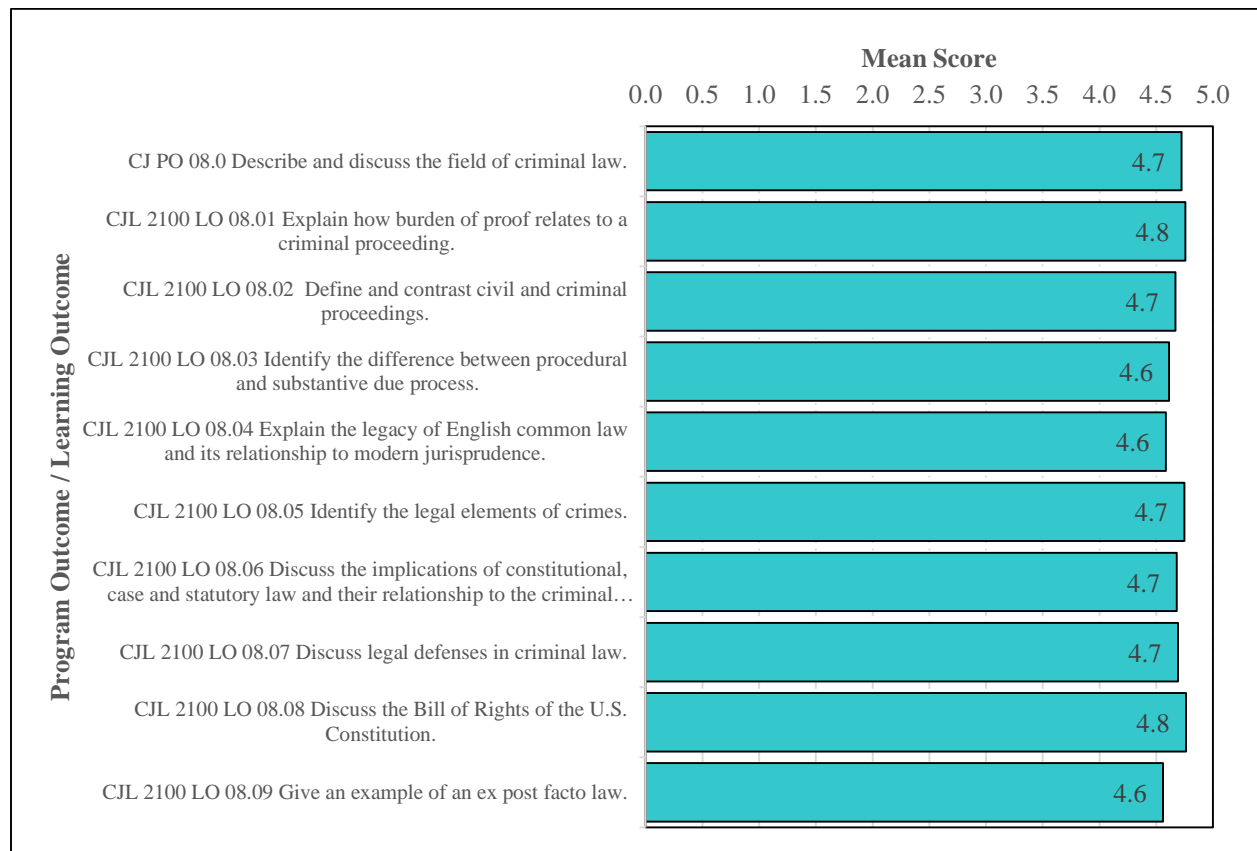 Mean Score
0.0 0.5 1.0 1.5 2.0 2.5 3.0 3.5 4.0 4.5 5.0
Program Outcome / Learning Outcome
CJ PO 08.0 Describe and discuss the field of criminal law.
4.7
CJL 2100 LO 08.01 Explain how burden of proof relates to a
criminal proceeding.
4.8
CJL 2100 LO 08.02  Define and contrast civil and criminal
proceedings.
4.7
CJL 2100 LO 08.03 Identify the difference between procedural
and substantive due process.
4.6
CJL 2100 LO 08.04 Explain the legacy of English common law
and its relationship to modern jurisprudence.
4.6
CJL 2100 LO 08.05 Identify the legal elements of crimes.
4.7
CJL 2100 LO 08.06 Discuss the implications of constitutional,
case and statutory law and their relationship to the criminal…
4.7
CJL 2100 LO 08.07 Discuss legal defenses in criminal law.
4.7
CJL 2100 LO 08.08 Discuss the Bill of Rights of the U.S.
Constitution.
4.8
CJL 2100 LO 08.09 Give an example of an ex post facto law.
4.6